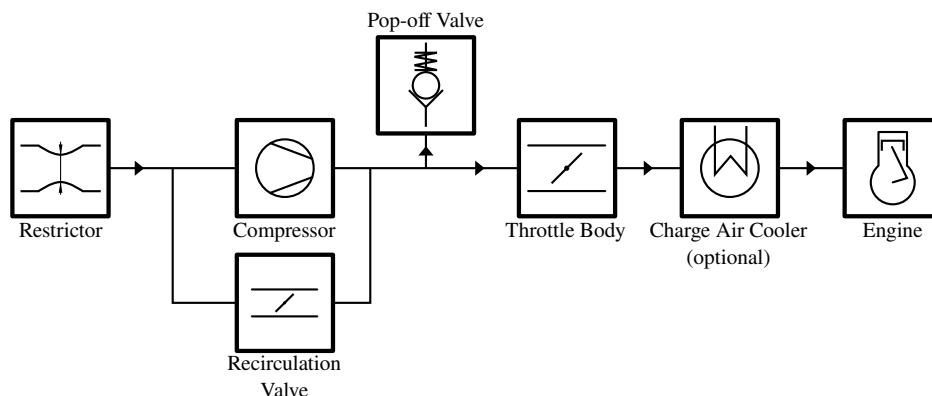 Pop-off Valve
Restrictor
Compressor
Throttle Body
Charge Air Cooler
(optional)
Engine
Recirculation
Valve